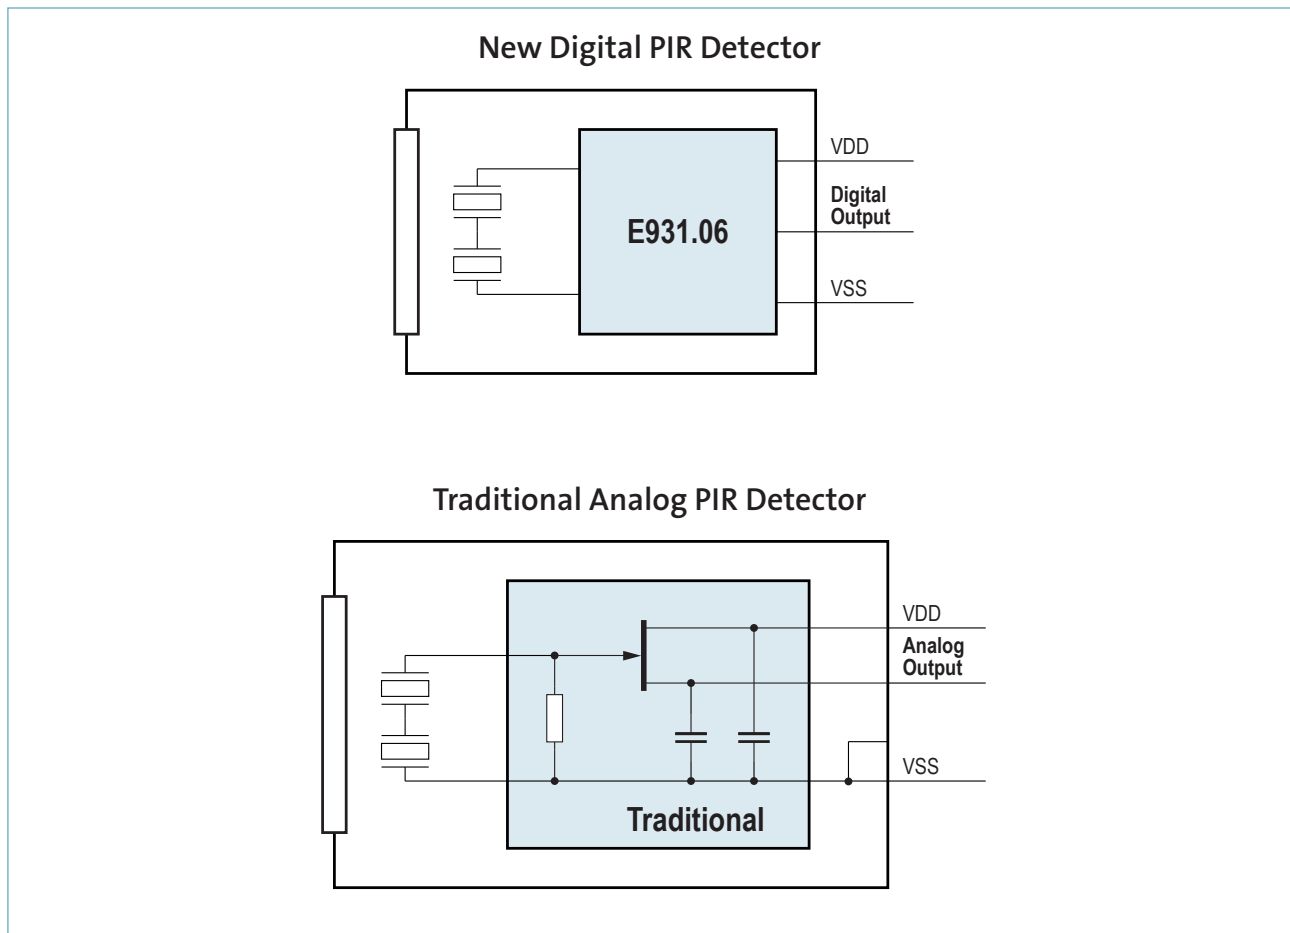 New Digital PIR Detector
VDD
Digital
Output
E931.06
VSS
Traditional Analog PIR Detector
VDD
Analog
Output
VSS
Traditional